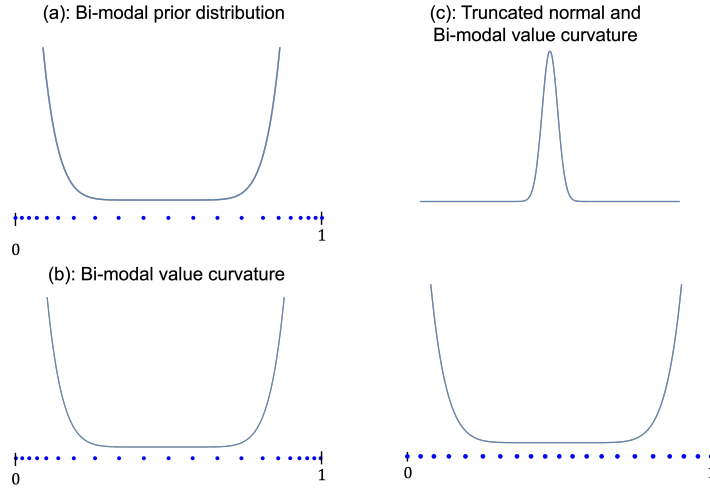 (a): Bi-modal prior distribution
0
1
(b): Bi-modal value curvature
0
1
(c): Truncated normal and
Bi-modal value curvature
0
1